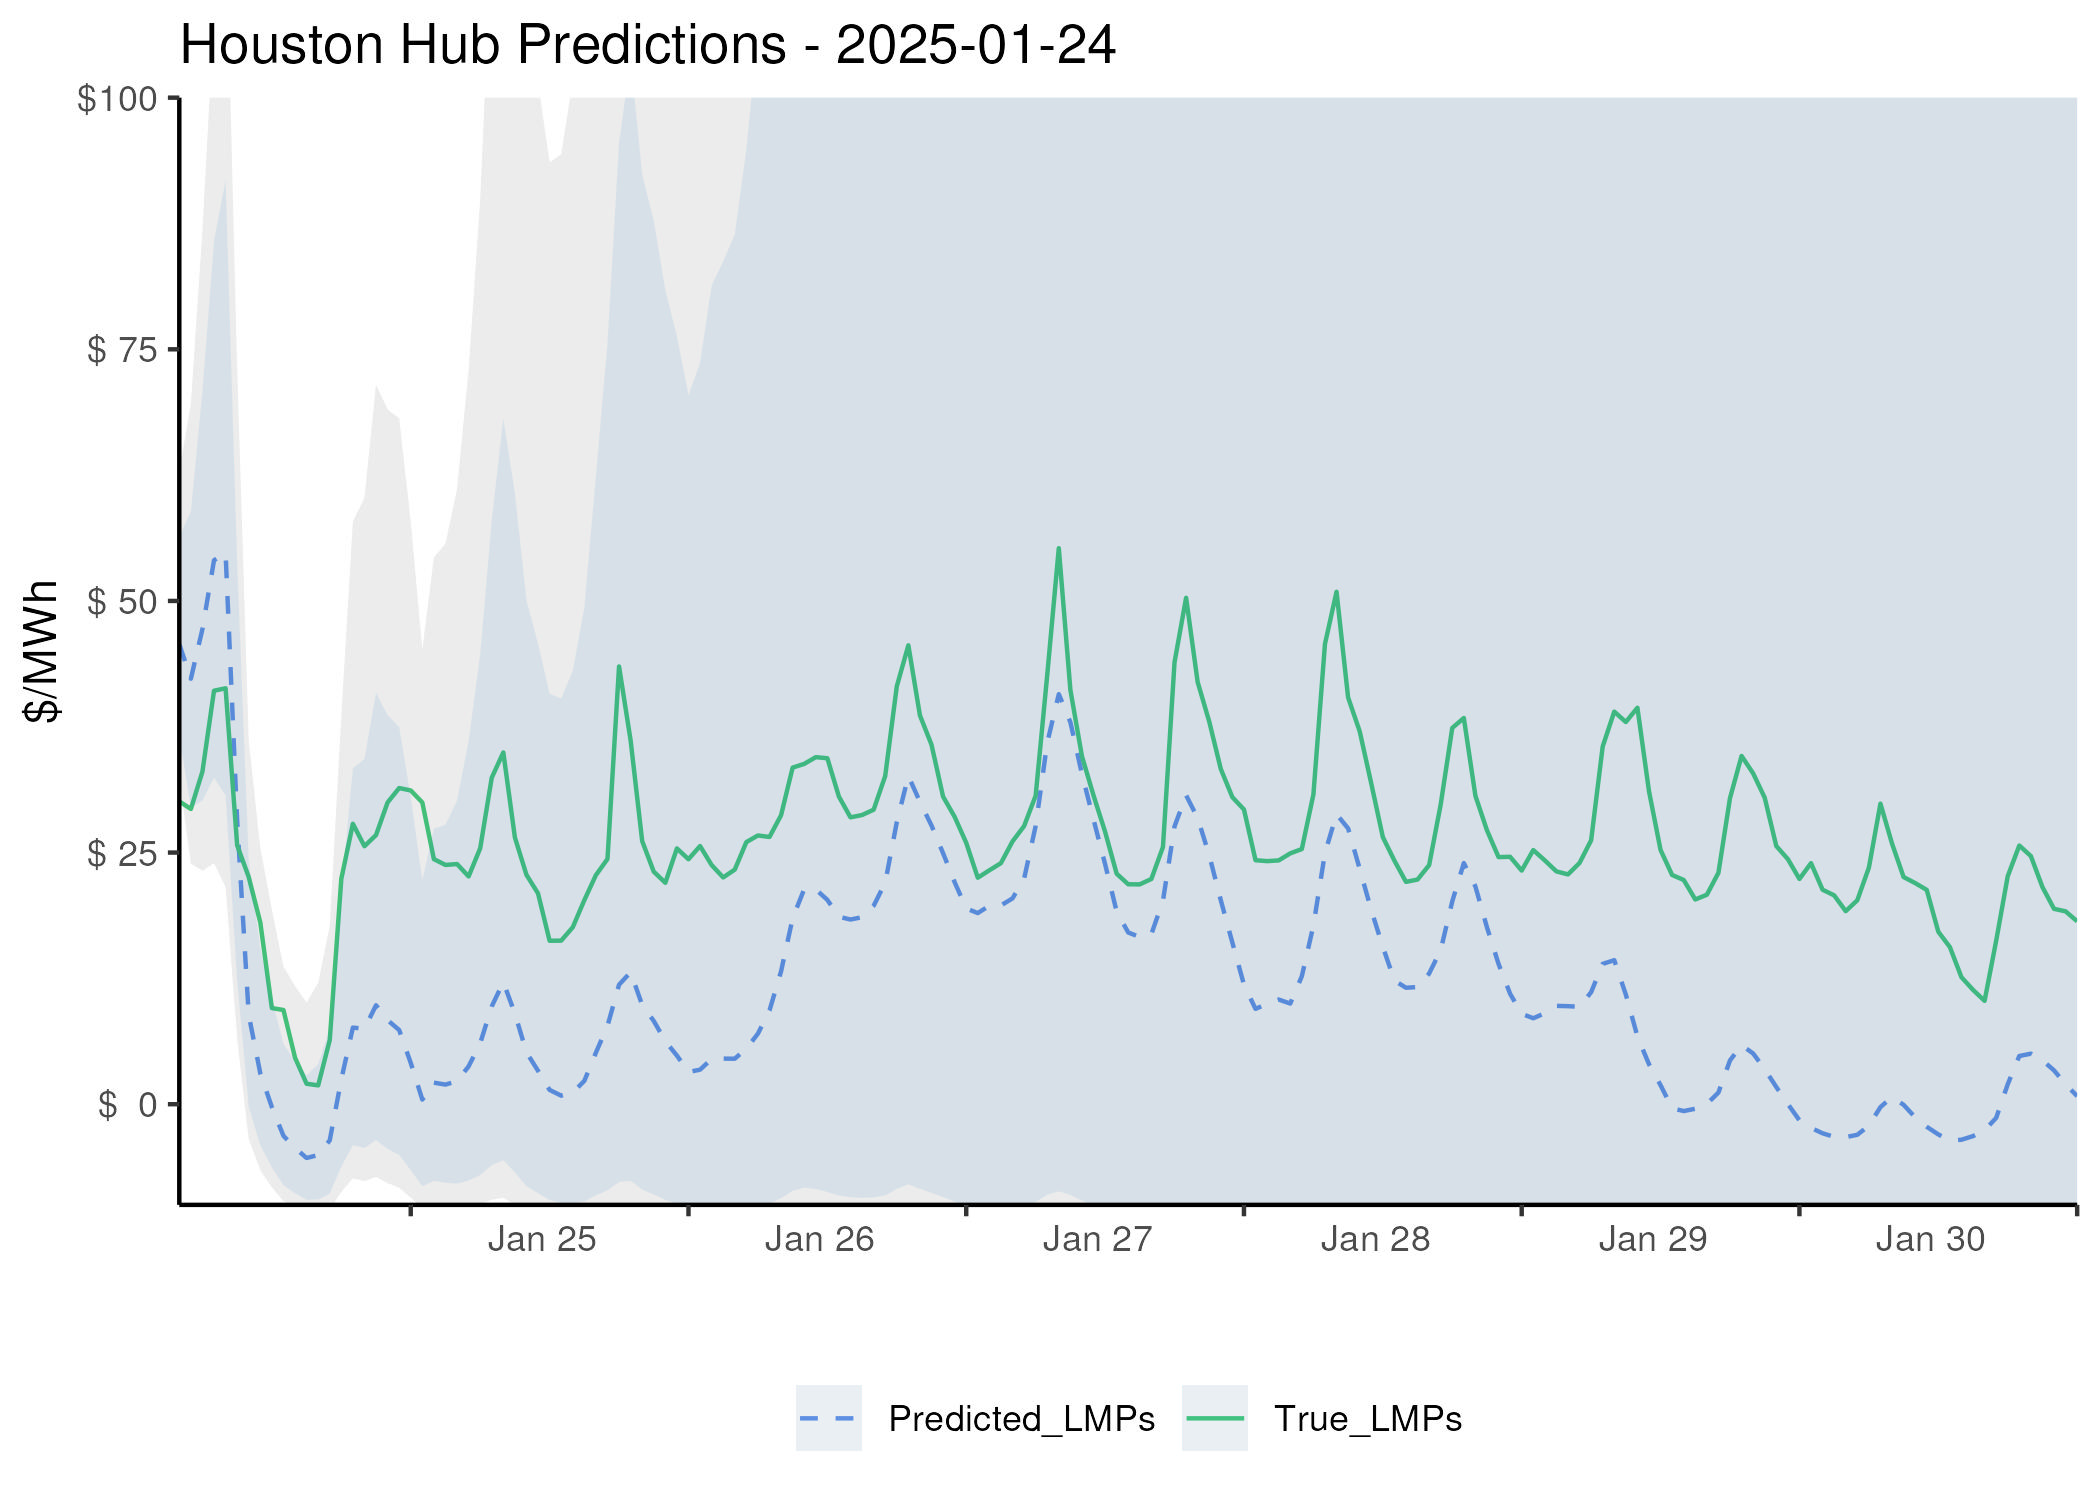 Houston Hub Predictions - 2025-01-24
$100
$ 75
$ 50
$ 25
$ 0
$/MWh
Jan 25 Jan 26 Jan 27 Jan 28 Jan 29 Jan 30
Predicted_LMPs True_LMPs